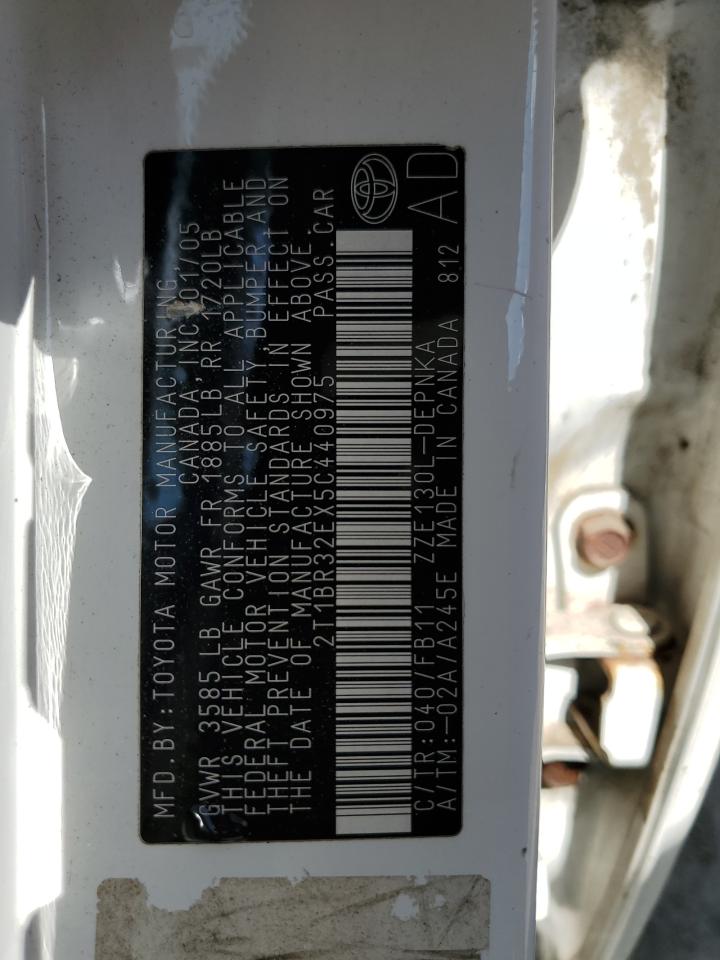 MFD.BY:TOYOTA MOTOR MANUFACTURING,
CANADA, INC. 01/05
GVWR 3585LB GAWR FR 1885LB RR 1720LB
THIS VEHICLE CONFORMS TO ALL APPLICABLE
FEDERAL MOTOR VEHICLE SAFETY, BUMPER, AND
THEFT PREVENTION STANDARDS IN EFFECT ON
THE DATE OF MANUFACTURE SHOWN ABOVE.
2T1BR32EX5C440975 PASS.CAR
C/TR:040/FB11 ZZE130L-DEPNKA
A/TM:-02A/A245E MADE IN CANADA 812 AD